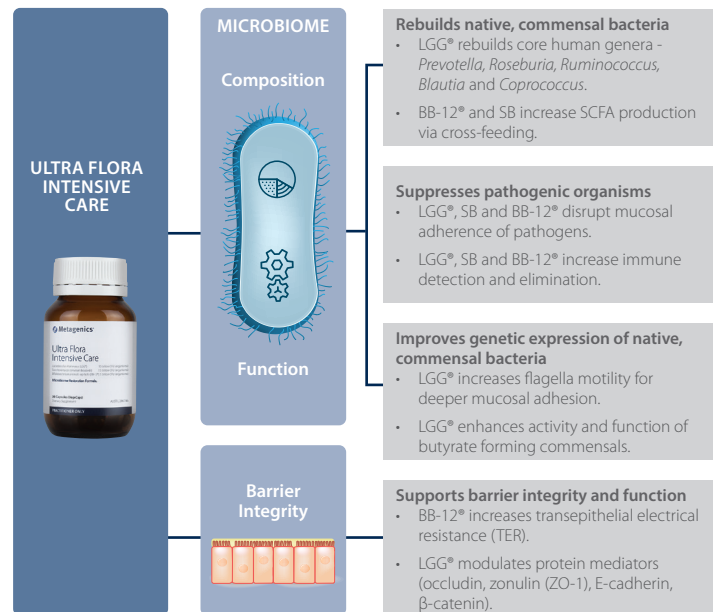 ULTRA FLORA
INTENSIVE
CARE
Metagenics
Ultra Flora
Intensive Care
MICROBIOME
Composition
Function
Barrier
Integrity
Rebuilds native, commensal bacteria
• LGG® rebuilds core human genera -
Prevotella, Roseburia, Ruminococcus,
Blautia and Coprococcus.
• BB-12® and SB increase SCFA production
via cross-feeding.
Suppresses pathogenic organisms
• LGG®, SB and BB-12® disrupt mucosal
adherence of pathogens.
• LGG®, SB and BB-12® increase immune
detection and elimination.
Improves genetic expression of native,
commensal bacteria
• LGG® increases flagella motility for
deeper mucosal adhesion.
• LGG® enhances activity and function of
butyrate forming commensals.
Supports barrier integrity and function
• BB-12® increases transepithelial electrical
resistance (TER).
• LGG® modulates protein mediators
(occludin, zonulin (ZO-1), E-cadherin,
β-catenin).